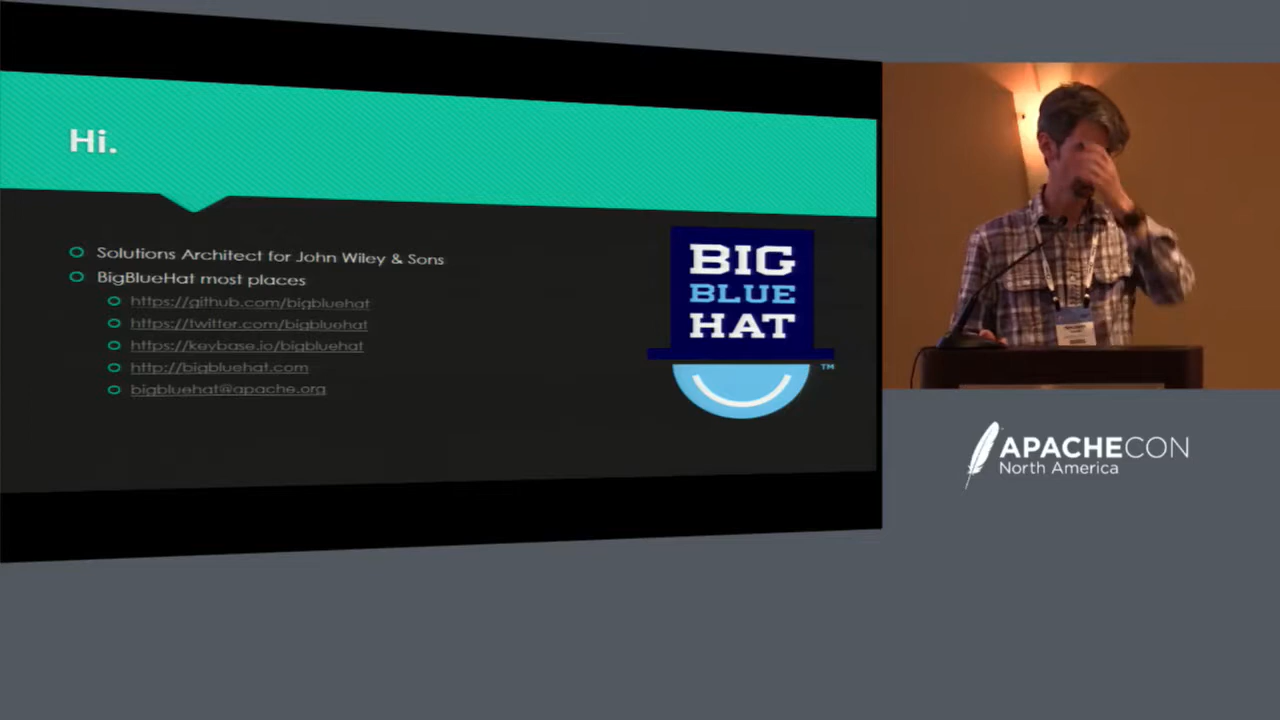 Hi.
Solutions Architect for John Wiley & Sons
BigBlueHat most places
https://github.com/bigbluehat
https://twitter.com/bigbluehat
https://keybase.io/bigbluehat
http://bigbluehat.com
bigbluehat@apache.org
BIG
BLUE
HAT
TM
APACHECON
North America